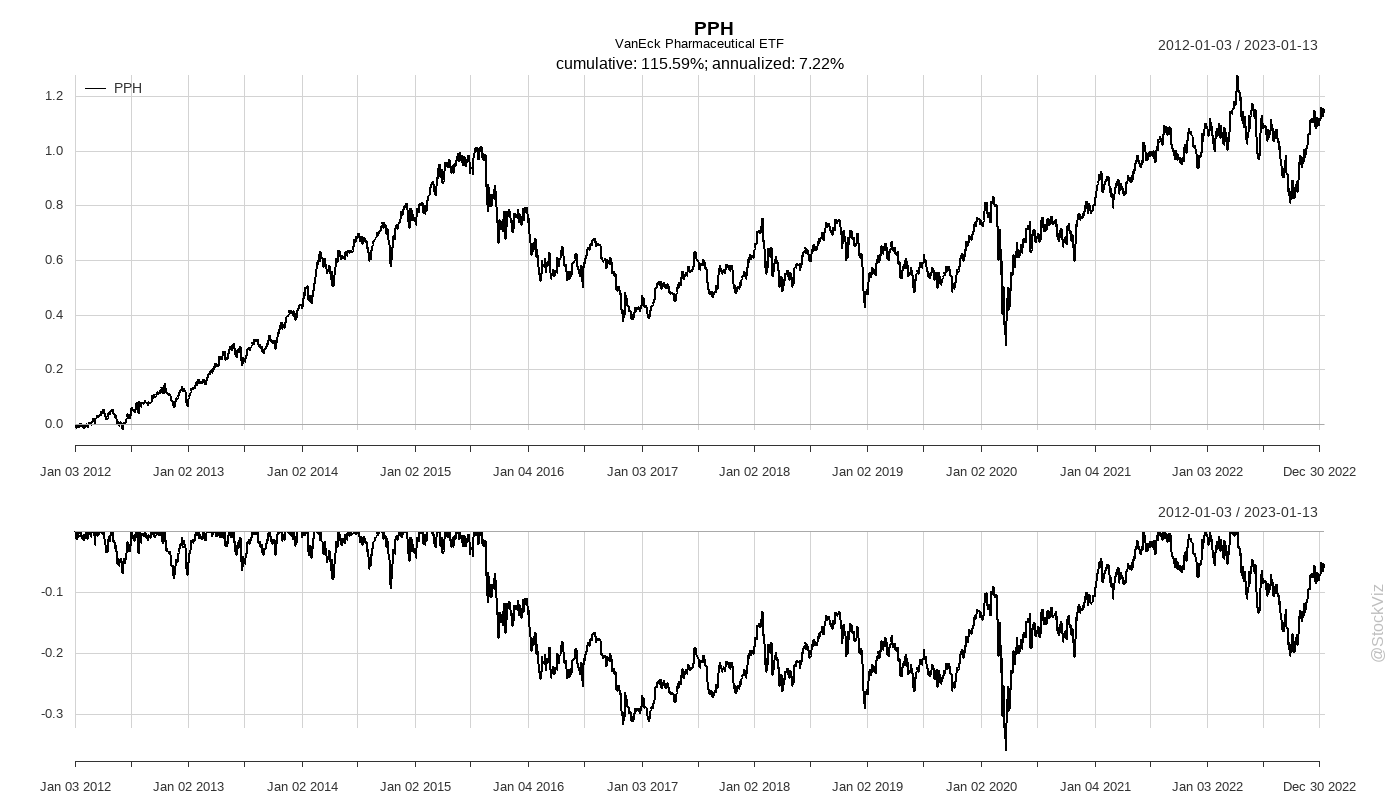 PPH
VanEck Pharmaceutical ETF
2012-01-03 / 2023-01-13
cumulative: 115.59%; annualized: 7.22%
PPH
1.2
1.0
0.8
0.6
0.4
0.2
0.0
Jan 03 2012 Jan 02 2013 Jan 02 2014 Jan 02 2015 Jan 04 2016 Jan 03 2017 Jan 02 2018 Jan 02 2019 Jan 02 2020 Jan 04 2021 Jan 03 2022 Dec 30 2022
2012-01-03 / 2023-01-13
-0.1
-0.2
-0.3
Jan 03 2012 Jan 02 2013 Jan 02 2014 Jan 02 2015 Jan 04 2016 Jan 03 2017 Jan 02 2018 Jan 02 2019 Jan 02 2020 Jan 04 2021 Jan 03 2022 Dec 30 2022
@StockViz